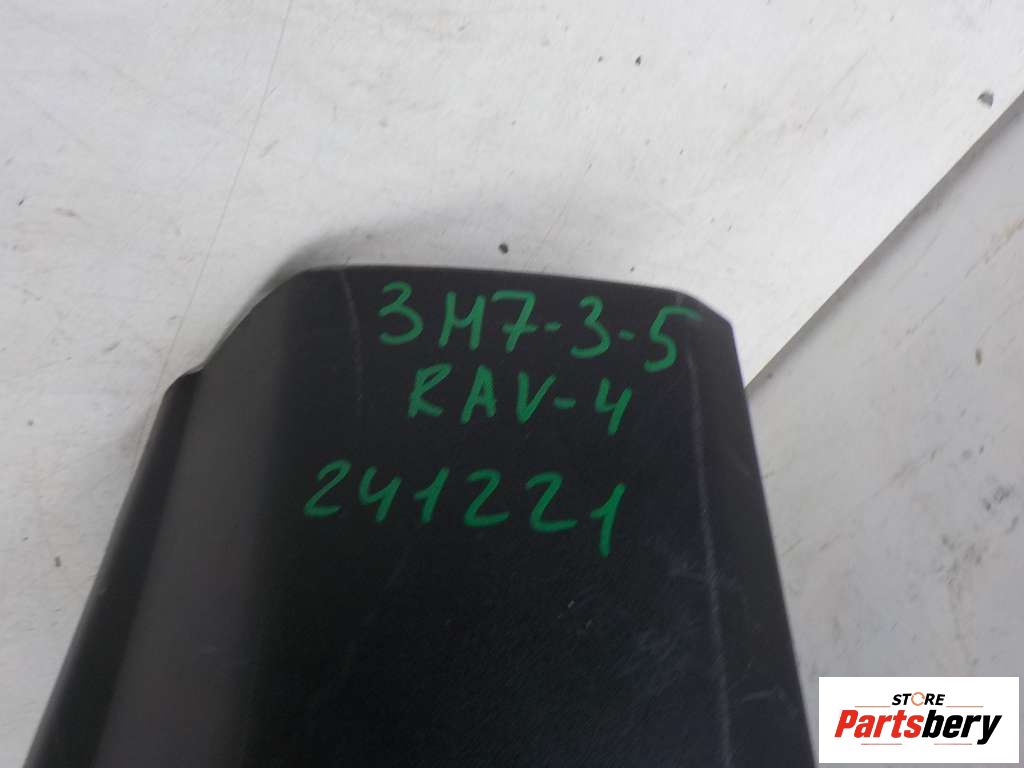 3M7-3-5
RAV-4
241221
STORE
Partsbery